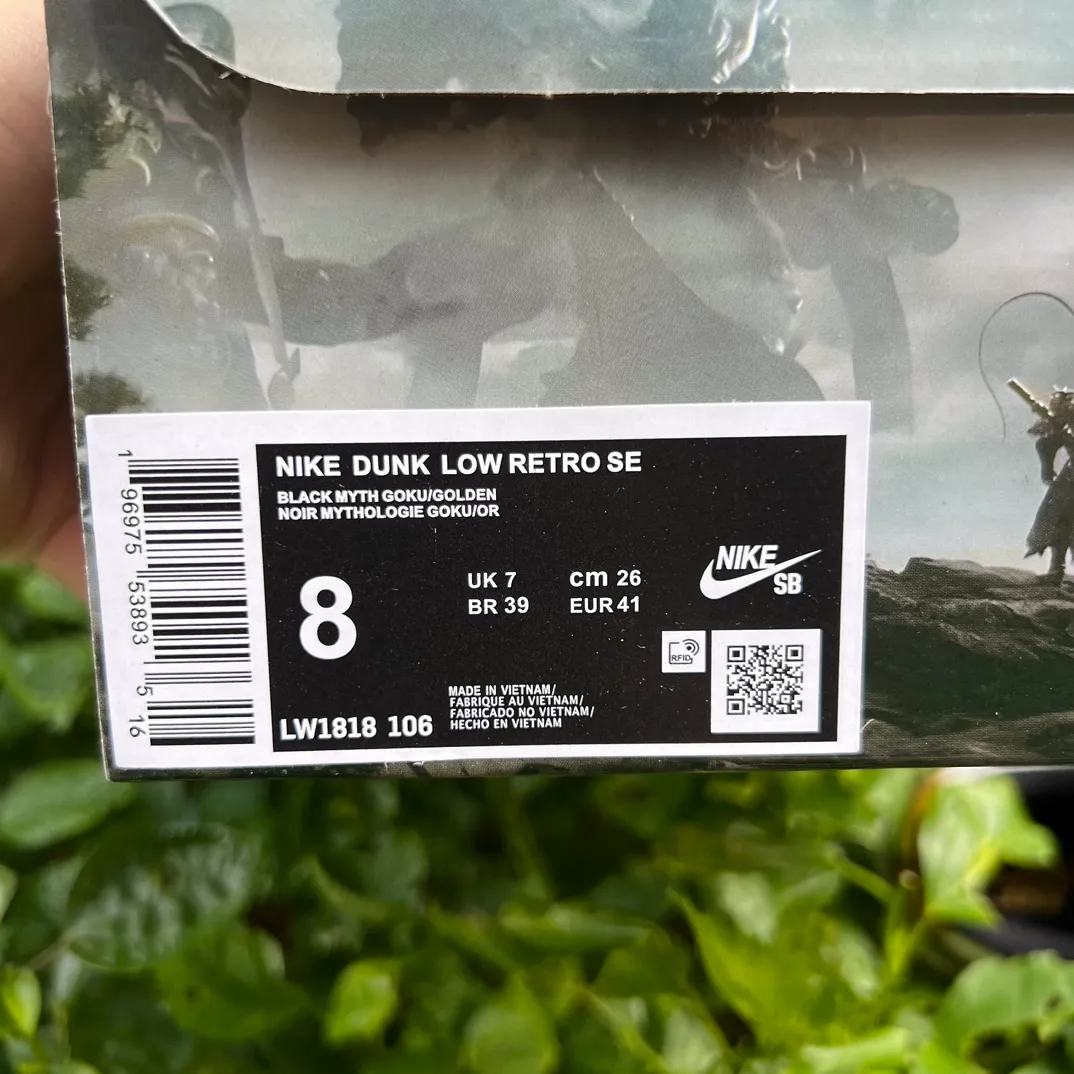 NIKE DUNK LOW RETRO SE
BLACK MYTH GOKU/GOLDEN
NOIR MYTHOLOGIE GOKU/OR
8
UK 7
cm 26
BR 39
EUR 41
NIKE
SB
RFID
LW1818 106
MADE IN VIETNAM/
FABRIQUE AU VIETNAM/
FABRICADO NO VIETNAM/
HECHO EN VIETNAM
1 96975 53893 5 16